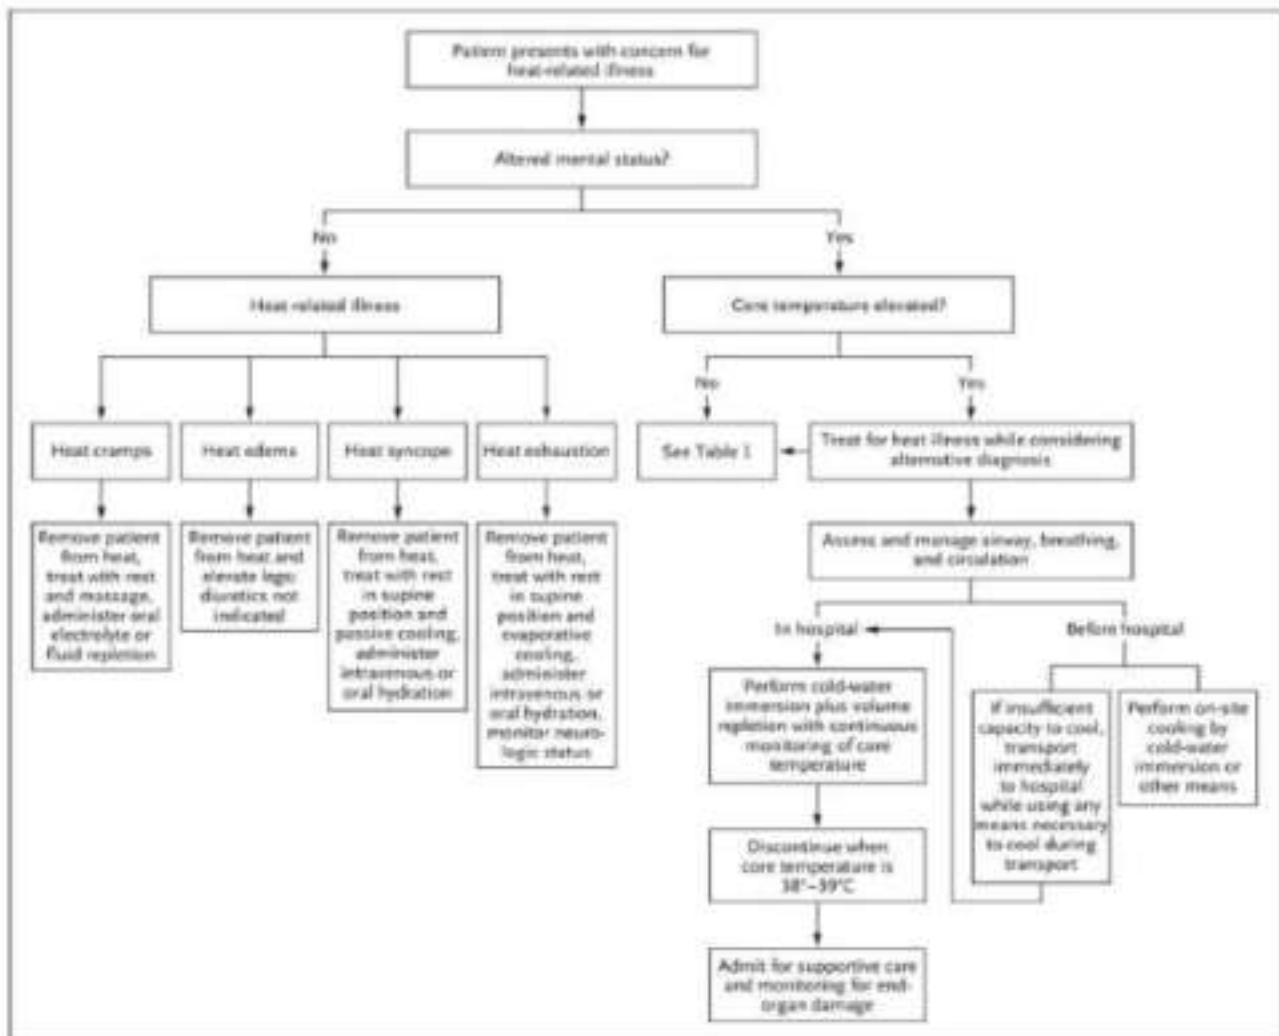 Patient presents with concern for
heat-related illness
Altered mental status?
No
Yes
Heat-related illness
Core temperature elevated?
No
Yes
Heat cramps
Heat edema
Heat syncope
Heat exhaustion
See Table 1
Treat for heat illness while considering
alternative diagnosis
Remove patient
from heat,
treat with rest
and massage,
administer oral
electrolyte or
fluid repletion
Remove patient
from heat and
elevate legs;
diuretics not
indicated
Remove patient
from heat,
treat with rest
in supine
position and
passive cooling,
administer
intravenous or
oral hydration
Remove patient
from heat,
treat with rest
in supine
position and
evaporative
cooling,
administer
intravenous or
oral hydration,
monitor neuro-
logic status
Assess and manage airway, breathing,
and circulation
In hospital
Before hospital
Perform cold-water
immersion plus volume
repletion with continuous
monitoring of core
temperature
If insufficient
capacity to cool,
transport
immediately
to hospital
while using any
means necessary
to cool during
transport
Perform on-site
cooling by
cold-water
immersion or
other means
Discontinue when
core temperature is
38°–39°C
Admit for supportive care
and monitoring for end-
organ damage